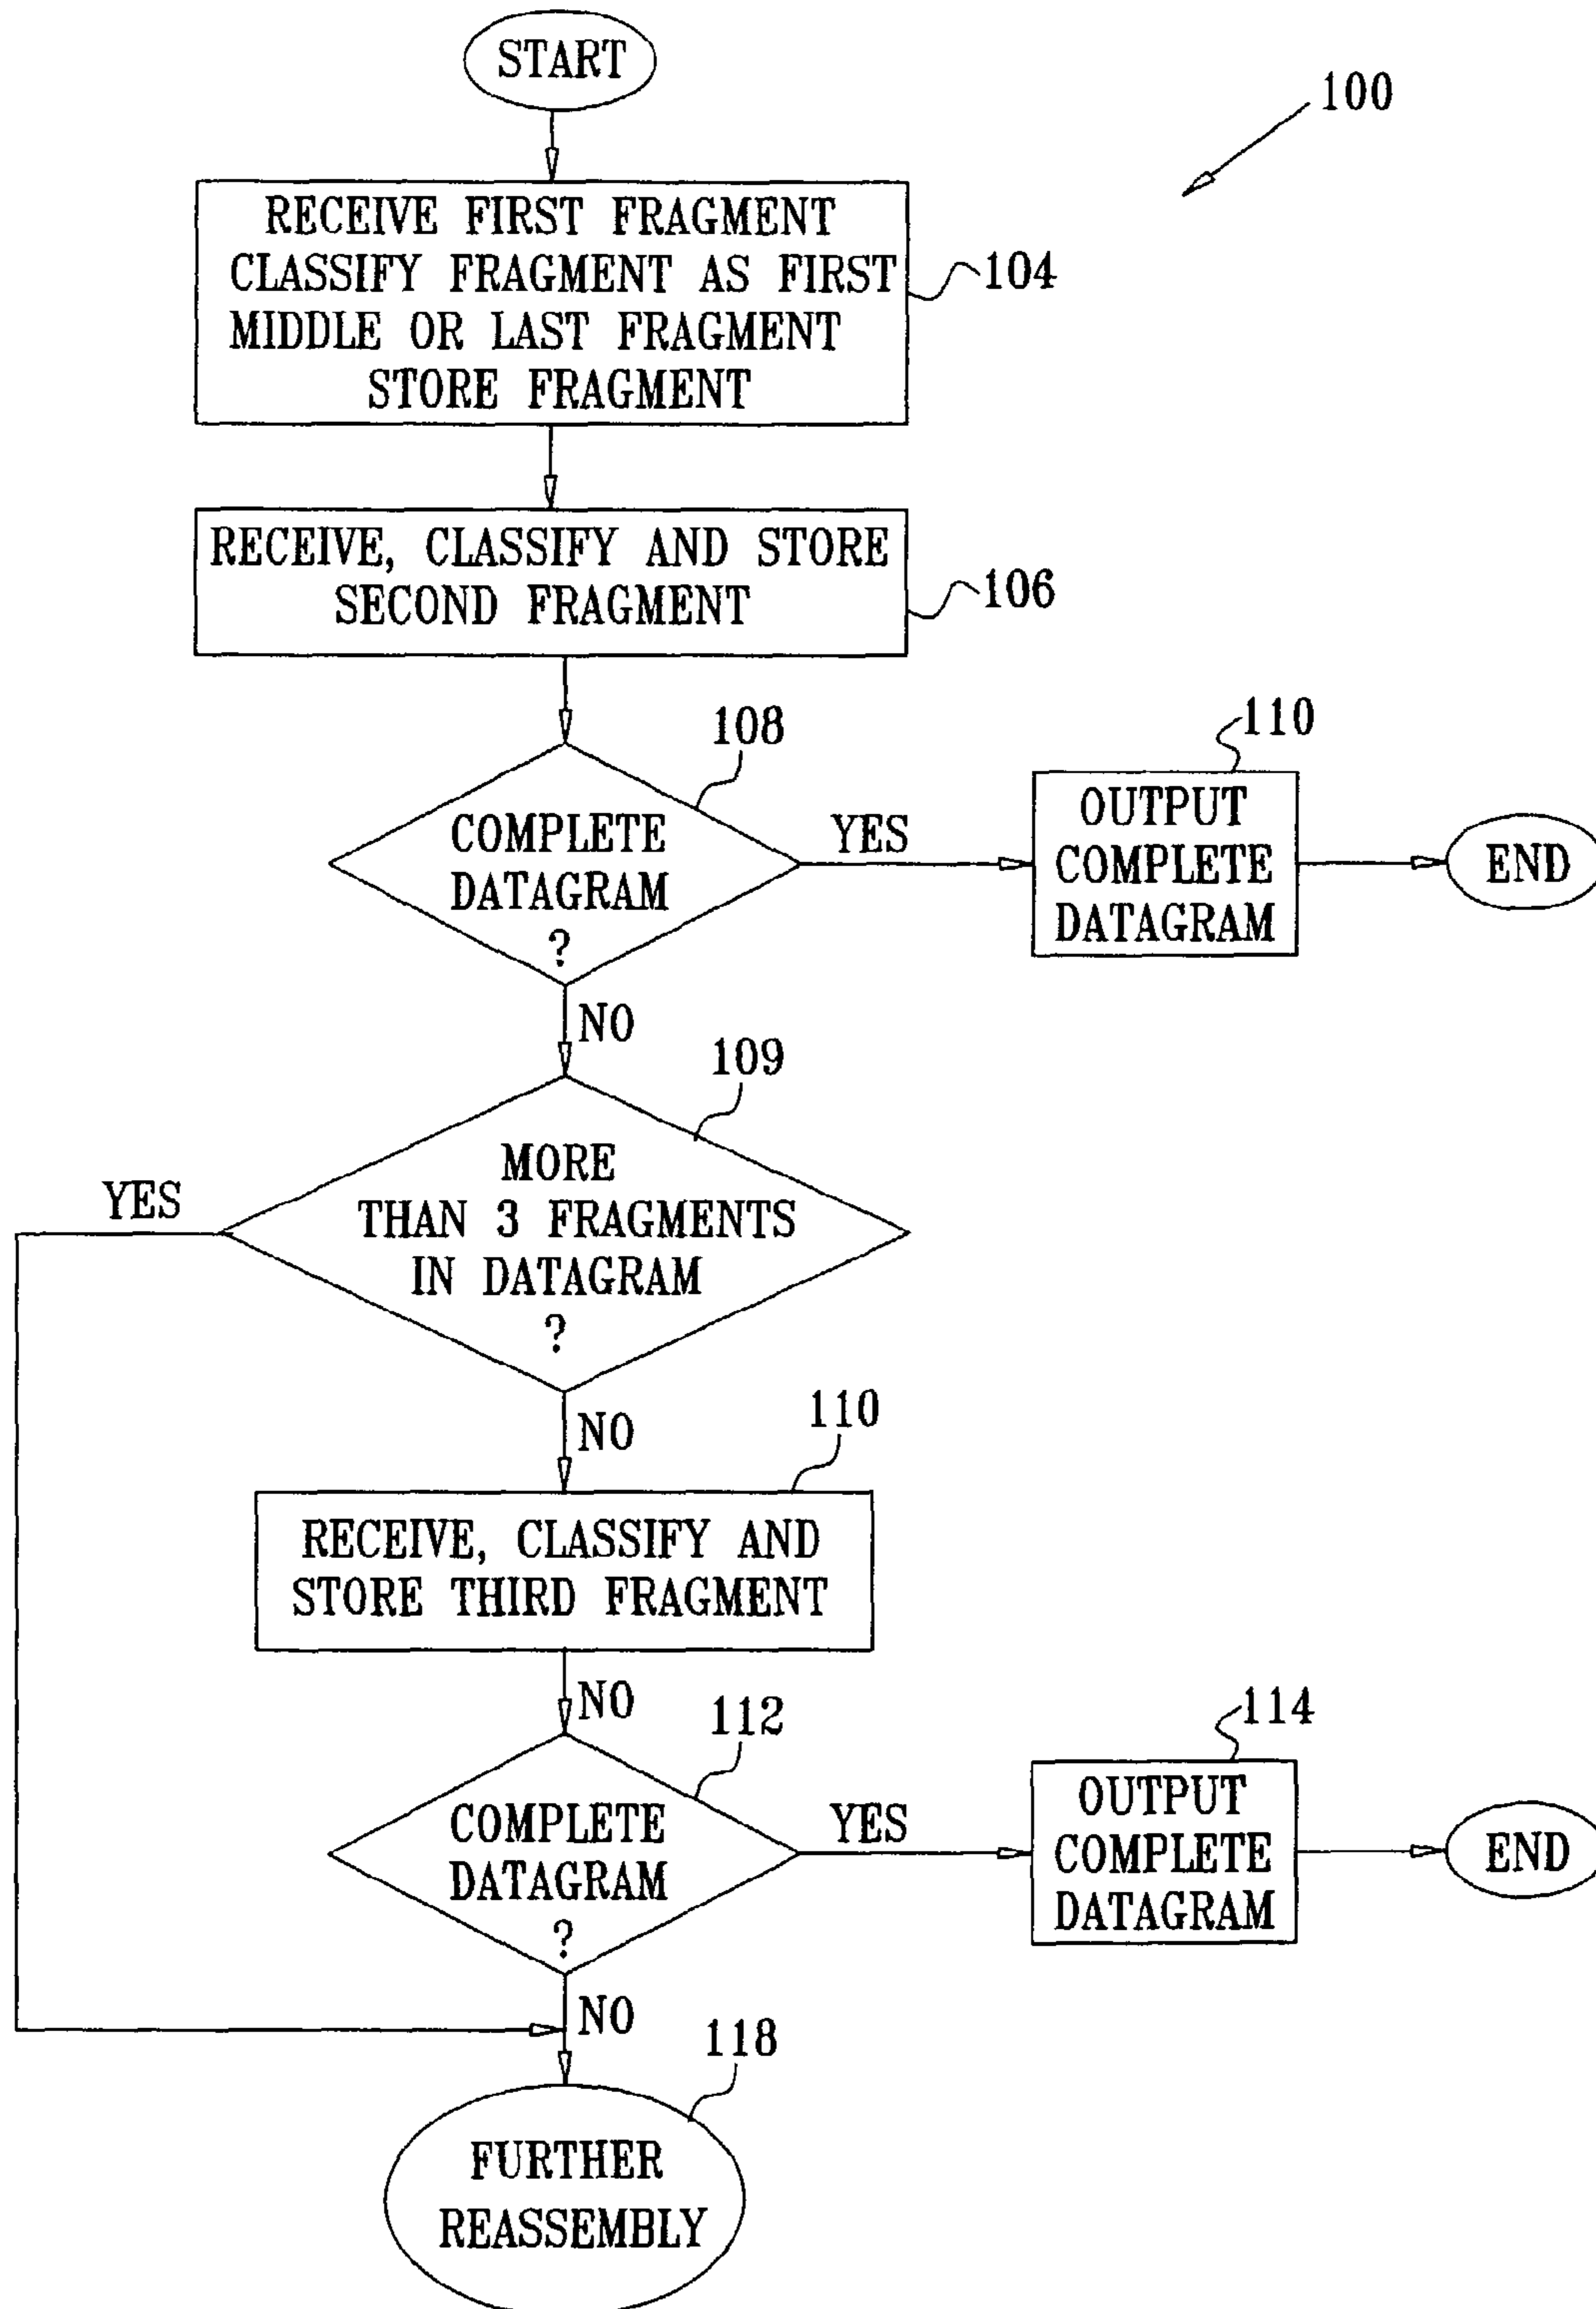 START
100
RECEIVE FIRST FRAGMENT
CLASSIFY FRAGMENT AS FIRST
MIDDLE OR LAST FRAGMENT
STORE FRAGMENT
104
RECEIVE, CLASSIFY AND STORE
SECOND FRAGMENT
106
108
COMPLETE
DATAGRAM
?
YES
110
OUTPUT
COMPLETE
DATAGRAM
END
NO
109
MORE
THAN 3 FRAGMENTS
IN DATAGRAM
?
YES
NO
110
RECEIVE, CLASSIFY AND
STORE THIRD FRAGMENT
NO
112
COMPLETE
DATAGRAM
?
YES
114
OUTPUT
COMPLETE
DATAGRAM
END
NO
118
FURTHER
REASSEMBLY